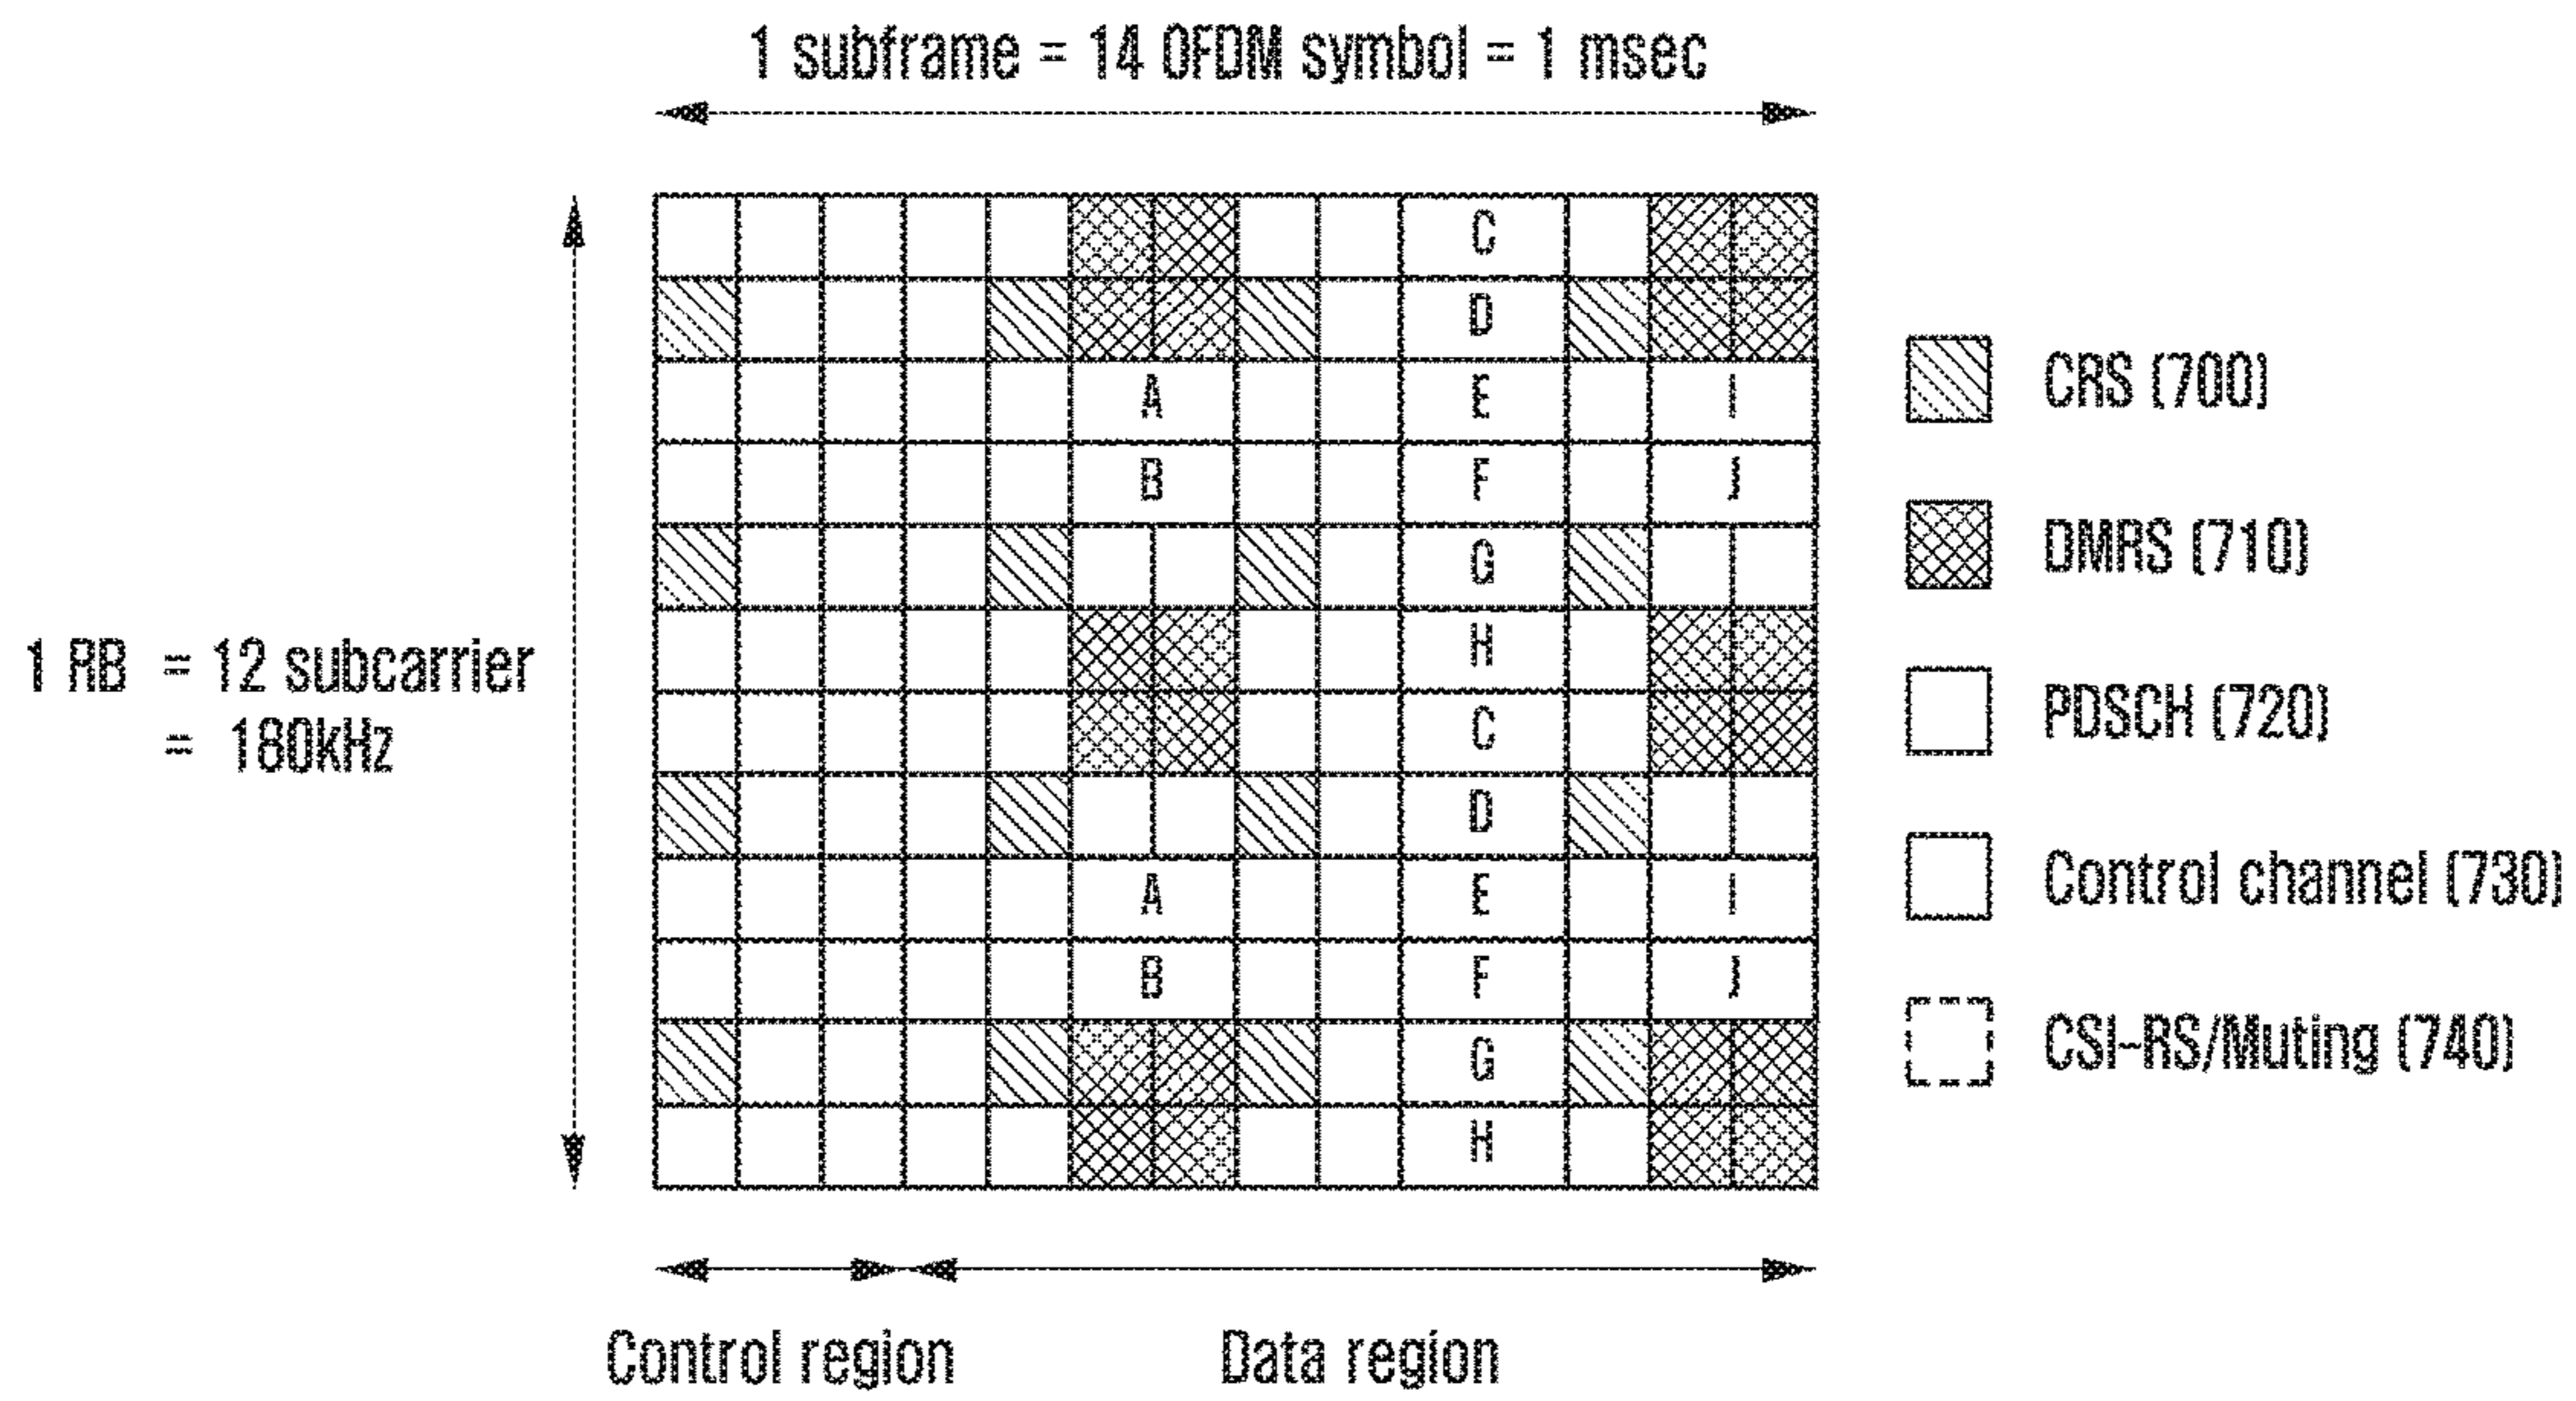 1 subframe = 14 OFDM symbol = 1 msec
1 RB = 12 subcarrier
= 180kHz
C
D
A E I
B F J
G
H
C
D
A E I
B F J
G
H
CRS (700)
DMRS (710)
PDSCH (720)
Control channel (730)
CSI-RS/Muting (740)
Control region Data region